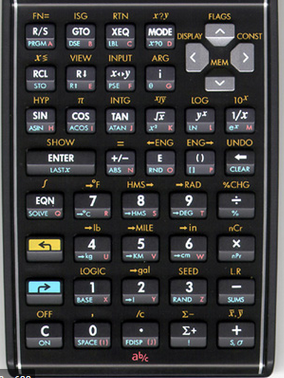 FN= ISG RTN x?y FLAGS
R/S GTO XEQ MODE DISPLAY CONST
PRGM A DSE B LBL C x?0 D MEM
x≶ VIEW INPUT ARG
RCL R↓ x↔y i
STO R↑ E PSE F θ G
HYP π INTG LOG 10ˣ
SIN COS TAN √x yˣ 1/x
ASIN H ACOS I ATAN J x² K LN L eˣ M
SHOW = ←ENG ENG→ UNDO
ENTER +/− E ( ) ←
LASTx RND O CLEAR
∫ →°F HMS→ →RAD %CHG
EQN 7 8 9 ÷
SOLVE Q →°C R →HMS S →DEG T %
→lb →MILE →in nCr
4 5 6 ×
→kg U →KM V →cm W nPr
LOGIC →gal SEED L.R
1 2 3 −
BASE X →l Y RAND Z SUMS
OFF , /c Σ− x̄,ȳ
C 0 · Σ+ +
ON SPACE FDISP ! S,σ
ab/c